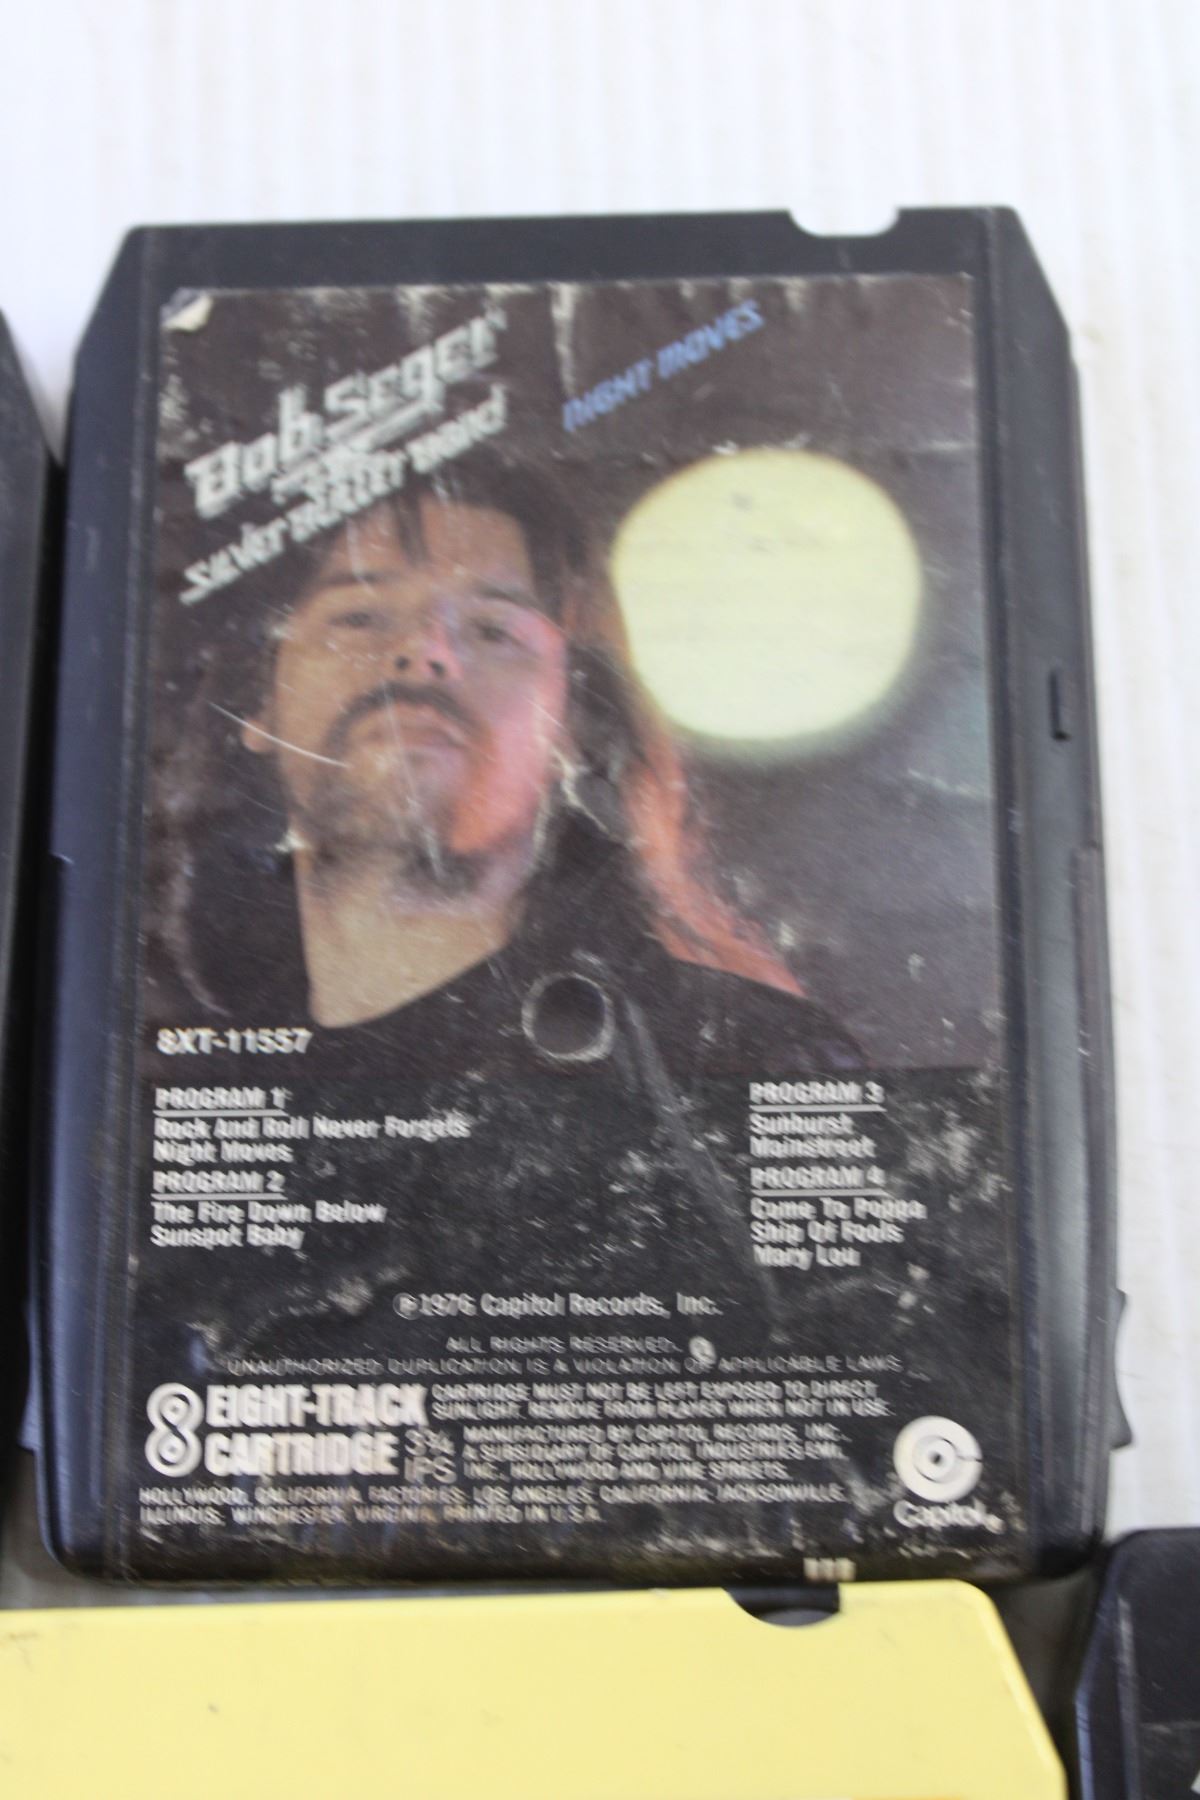 Bob Seger
& The
Silver Bullet Band
NIGHT MOVES
8XT-11557
PROGRAM 1
Rock And Roll Never Forgets
Night Moves
PROGRAM 2
The Fire Down Below
Sunspot Baby
PROGRAM 3
Sunburst
Mainstreet
PROGRAM 4
Come To Poppa
Ship Of Fools
Mary Lou
℗1976 Capitol Records, Inc.
ALL RIGHTS RESERVED.
UNAUTHORIZED DUPLICATION IS A VIOLATION OF APPLICABLE LAWS
8 EIGHT-TRACK
CARTRIDGE 3¾ IPS
CARTRIDGE MUST NOT BE LEFT EXPOSED TO DIRECT
SUNLIGHT. REMOVE FROM PLAYER WHEN NOT IN USE.
MANUFACTURED BY CAPITOL RECORDS, INC.,
A SUBSIDIARY OF CAPITOL INDUSTRIES-EMI,
INC., HOLLYWOOD AND VINE STREETS,
HOLLYWOOD, CALIFORNIA. FACTORIES: LOS ANGELES, CALIFORNIA; JACKSONVILLE,
ILLINOIS; WINCHESTER, VIRGINIA. PRINTED IN U.S.A.
Capitol